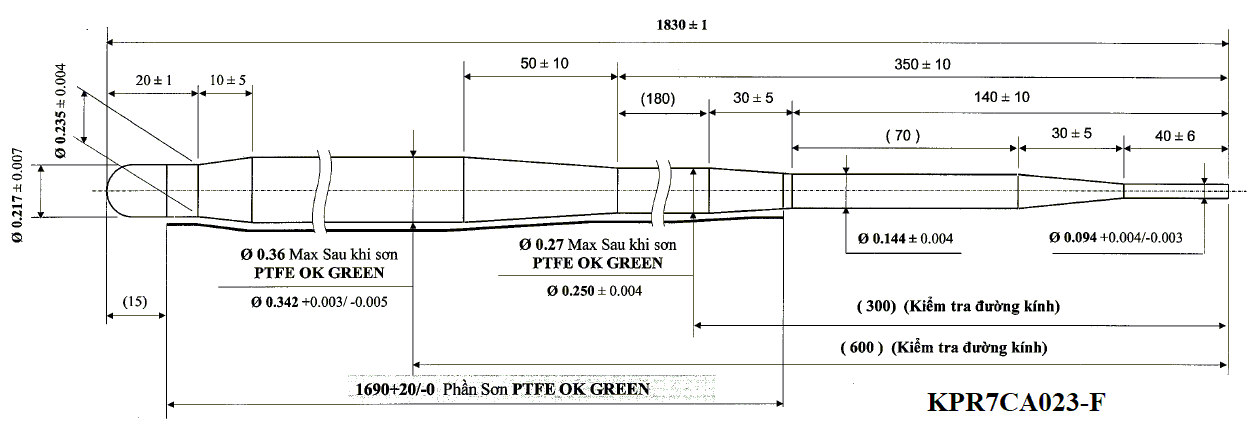 1830 ± 1
50 ± 10
350 ± 10
20 ± 1
10 ± 5
(180)
30 ± 5
140 ± 10
Ø 0.235 ± 0.004
( 70 )
30 ± 5
40 ± 6
Ø 0.217 ± 0.007
Ø 0.36 Max Sau khi sơn
PTFE OK GREEN
Ø 0.342 +0.003/ -0.005
Ø 0.27 Max Sau khi sơn
PTFE OK GREEN
Ø 0.250 ± 0.004
Ø 0.144 ± 0.004
Ø 0.094 +0.004/-0.003
(15)
( 300) (Kiểm tra đường kính)
( 600 ) (Kiểm tra đường kính)
1690+20/-0 Phần Sơn PTFE OK GREEN
KPR7CA023-F